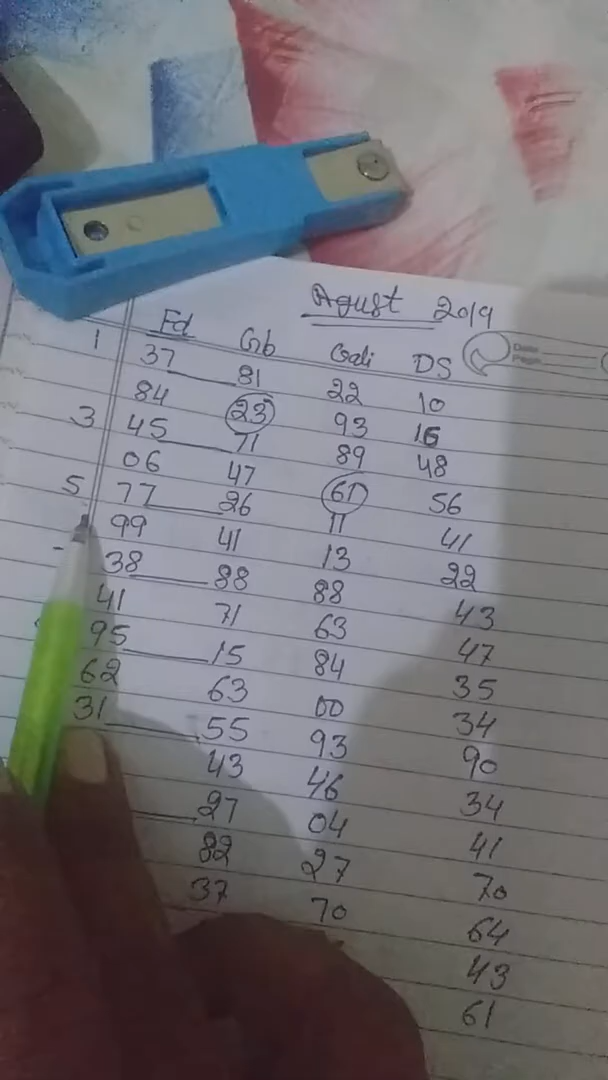 Agust 2019
Date:
Page:
Fd Gb Gali DS
1 37 81 22 10
84 23 93 16
3 45 71 89 48
06 47 61 56
5 77 26 11 41
99 41 13 22
38 88 88 43
41 71 63 47
95 15 84 35
62 63 00 34
31 55 93 90
43 46 34
27 04 41
82 27 70
37 70 64
43
61